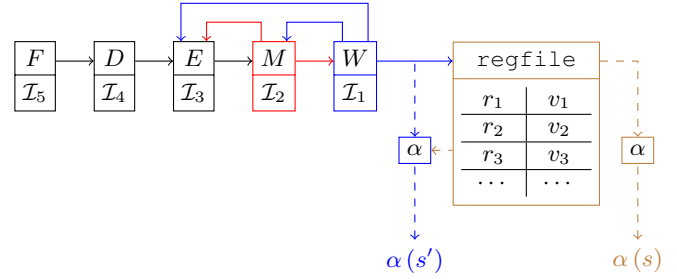 F D E M W regfile
𝓘₅ 𝓘₄ 𝓘₃ 𝓘₂ 𝓘₁
r₁ v₁
r₂ v₂
r₃ v₃
⋯ ⋯
α α
α (s′) α (s)